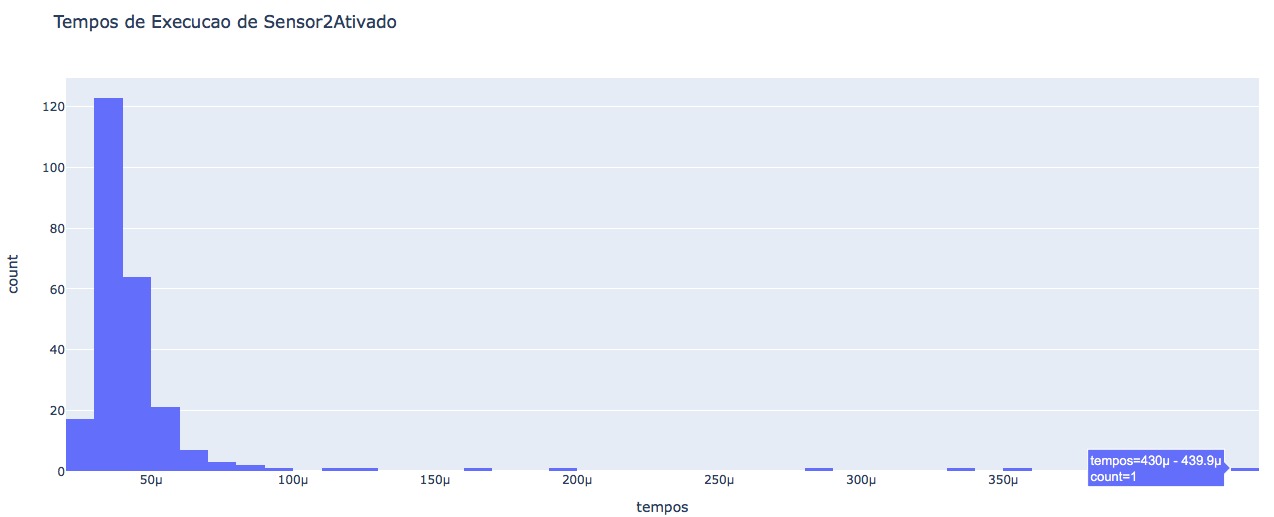 Tempos de Execucao de Sensor2Ativado
count
120
100
80
60
40
20
0
tempos=430μ - 439.9μ
count=1
50μ 100μ 150μ 200μ 250μ 300μ 350μ
tempos